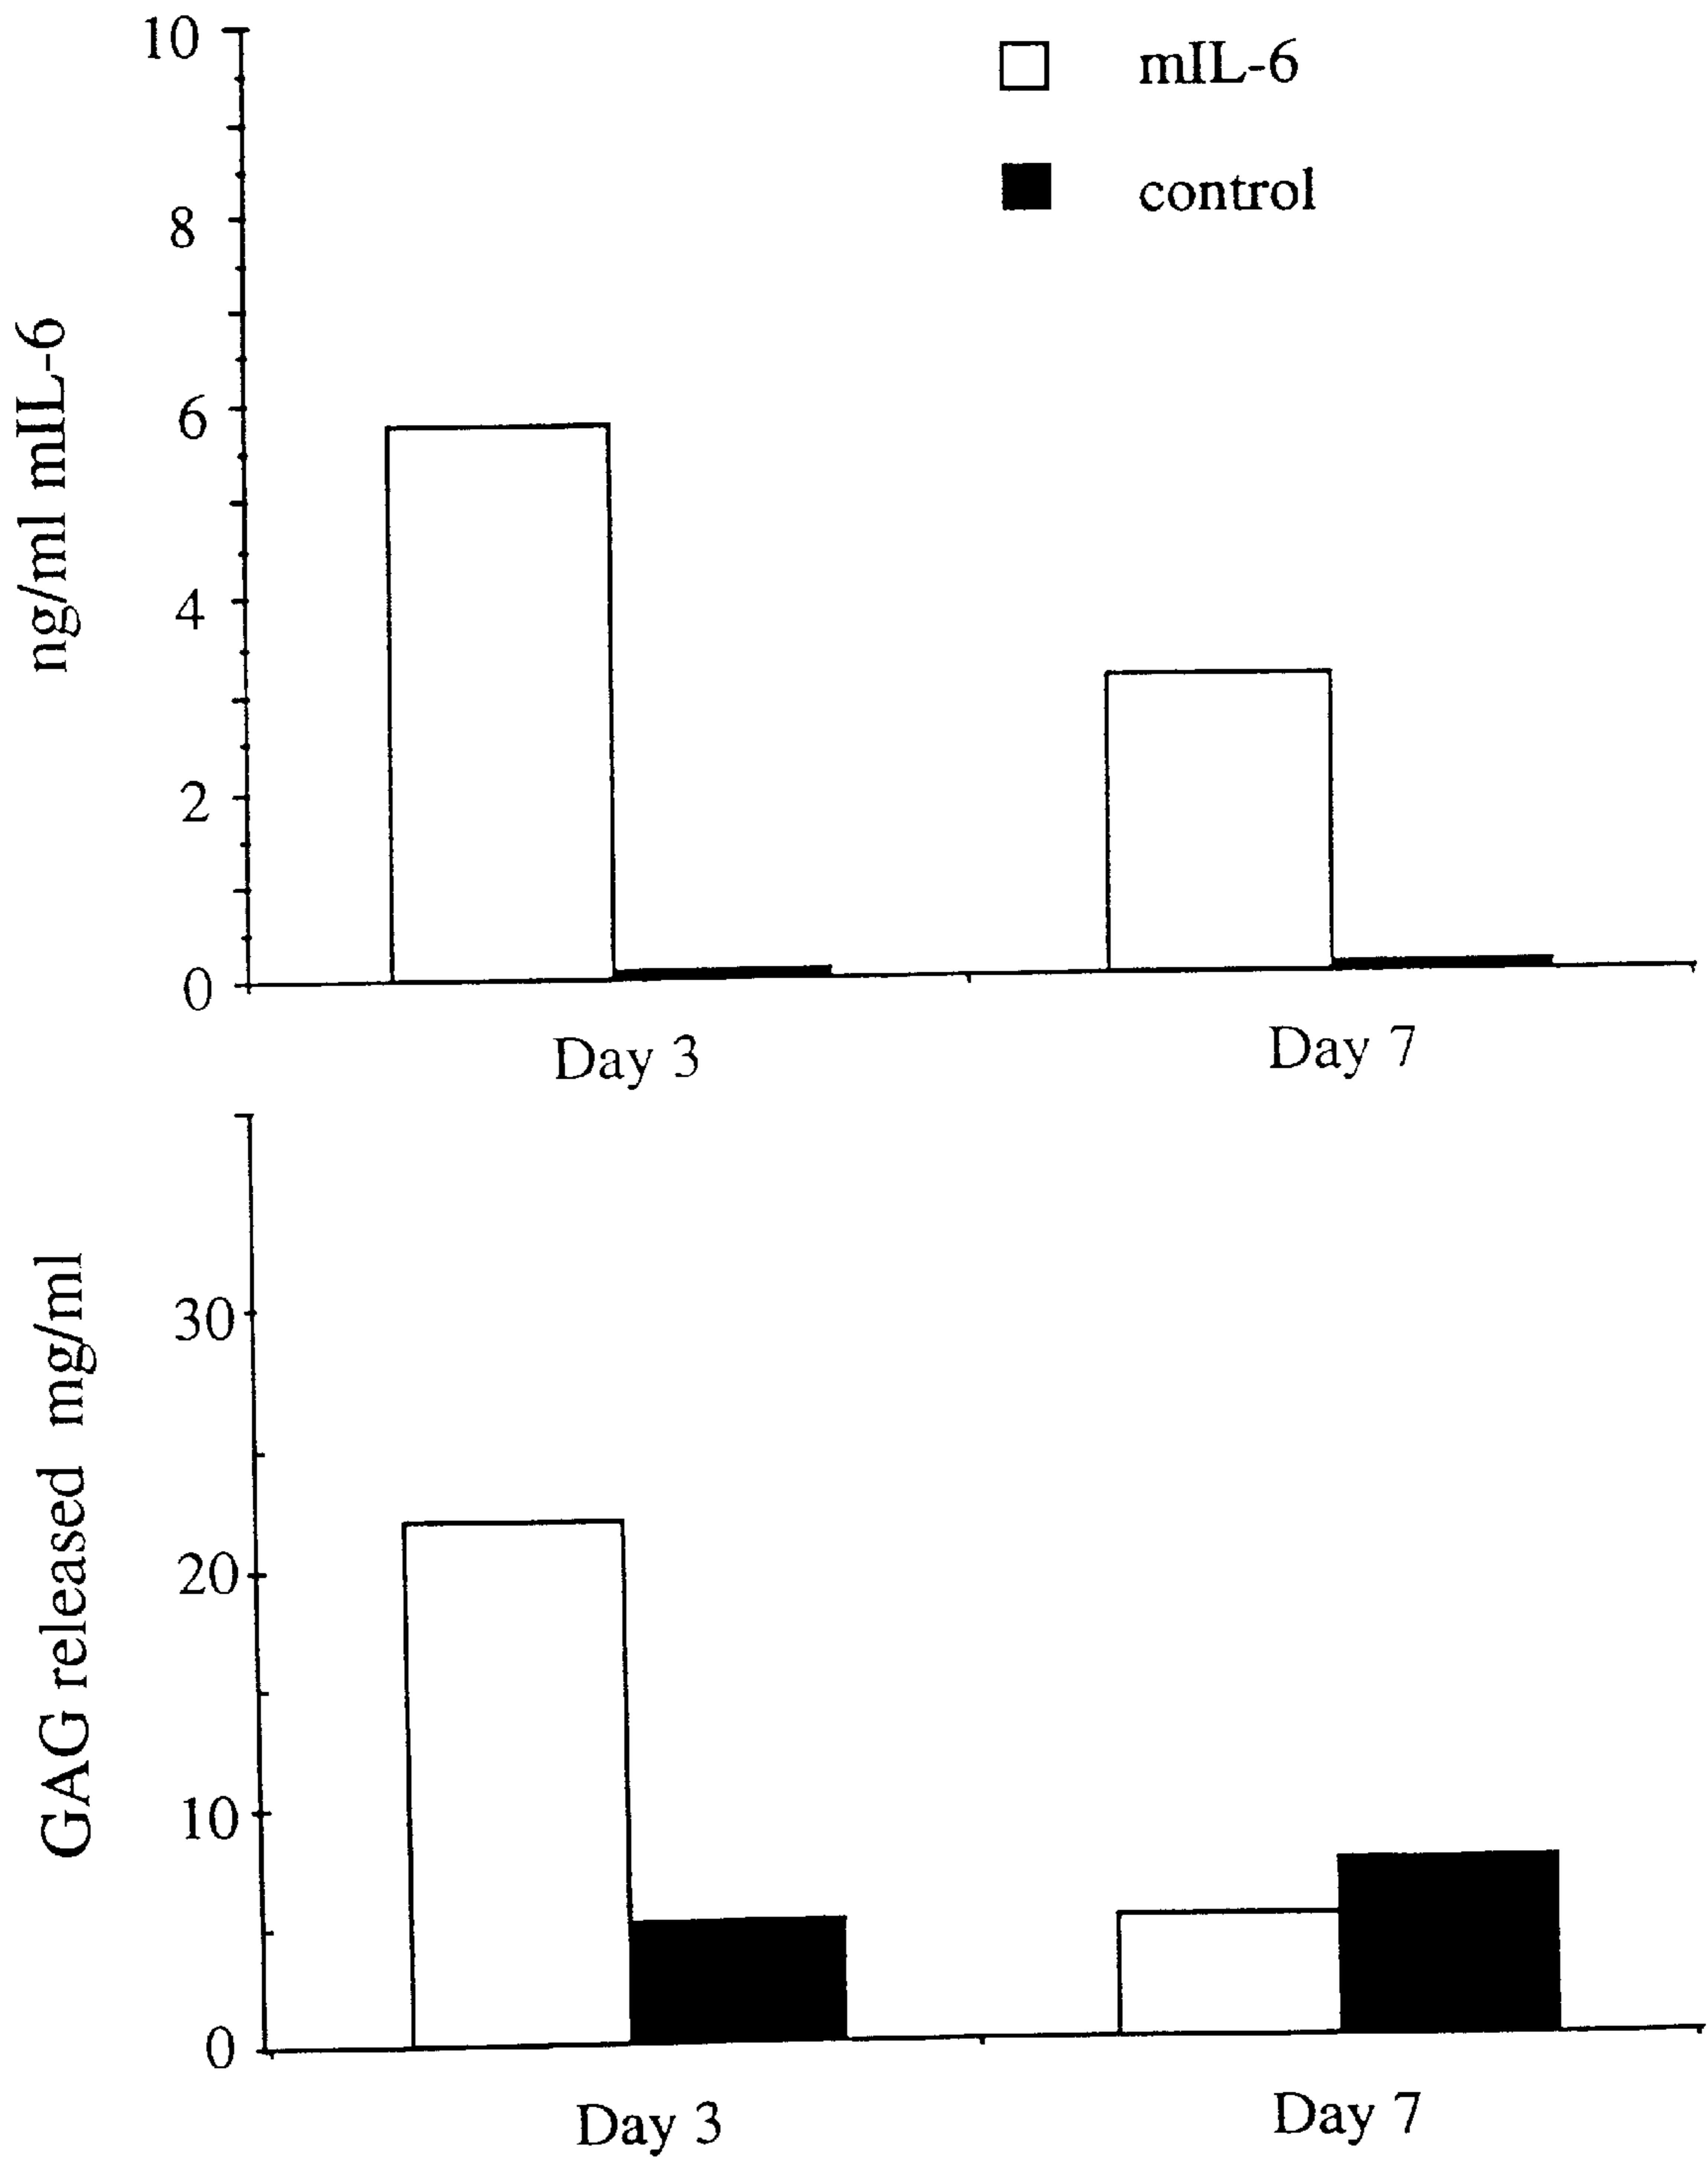 mIL-6
control
ng/ml mIL-6
10
8
6
4
2
0
Day 3
Day 7
GAG released mg/ml
30
20
10
0
Day 3
Day 7